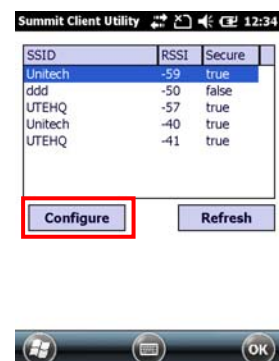 Summit Client Utility 12:34
SSID RSSI Secure
Unitech -59 true
ddd -50 false
UTEHQ -57 true
Unitech -40 true
UTEHQ -41 true
Configure Refresh
OK